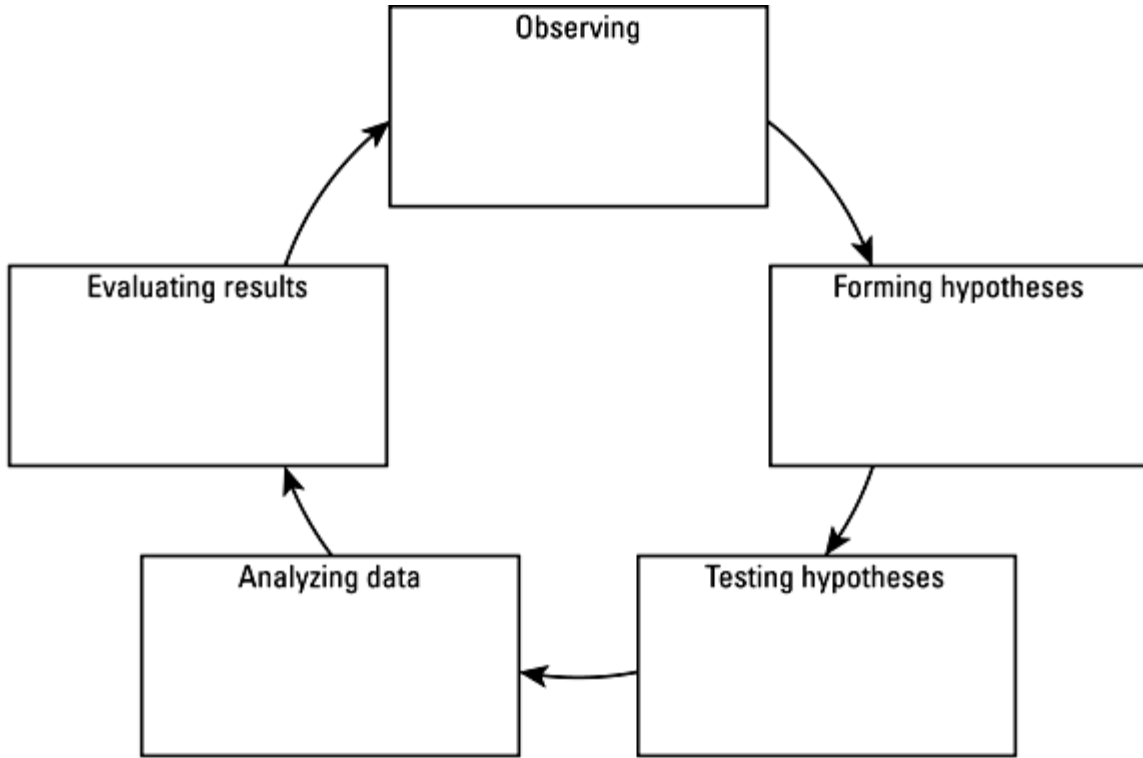 Observing
Evaluating results
Forming hypotheses
Analyzing data
Testing hypotheses